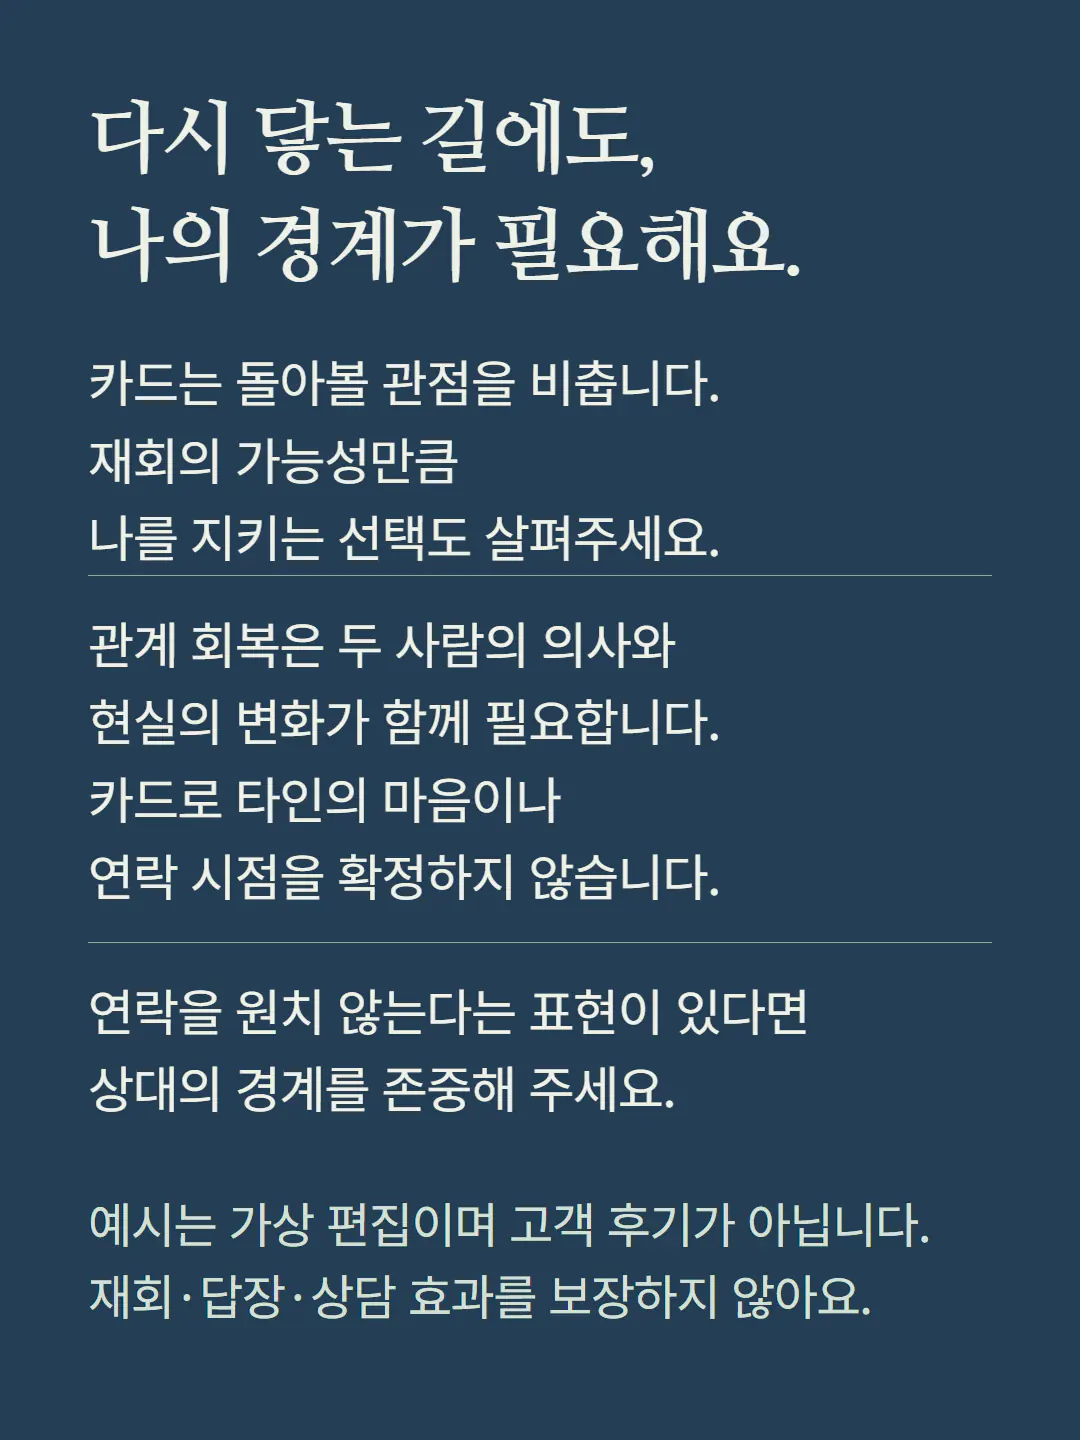 다시 닿는 길에도,
나의 경계가 필요해요.
카드는 돌아볼 관점을 비춥니다.
재회의 가능성만큼
나를 지키는 선택도 살펴주세요.
관계 회복은 두 사람의 의사와
현실의 변화가 함께 필요합니다.
카드로 타인의 마음이나
연락 시점을 확정하지 않습니다.
연락을 원치 않는다는 표현이 있다면
상대의 경계를 존중해 주세요.
예시는 가상 편집이며 고객 후기가 아닙니다.
재회·답장·상담 효과를 보장하지 않아요.